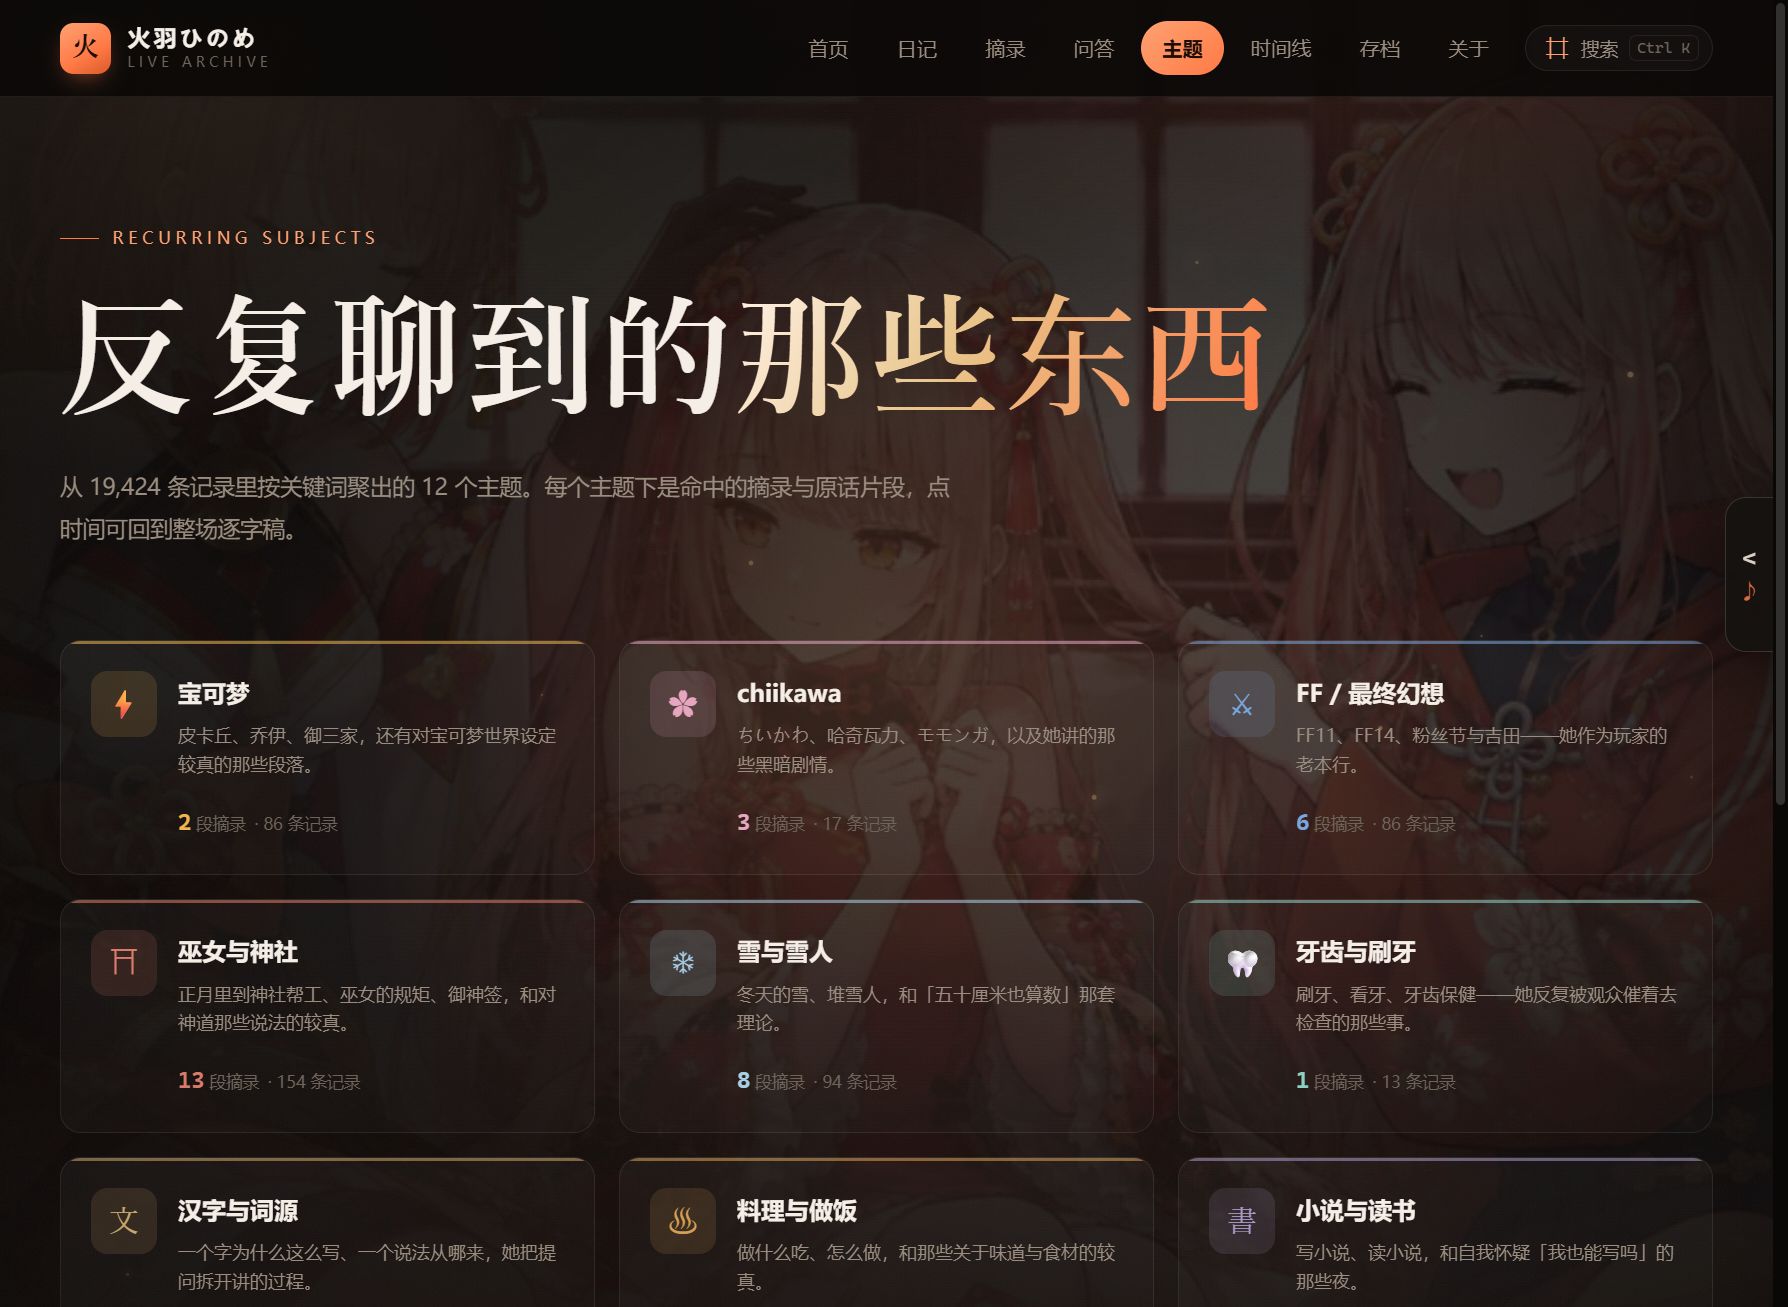 火
火羽ひのめ
LIVE ARCHIVE
首页
日记
摘录
问答
主题
时间线
存档
关于
搜索
Ctrl K
RECURRING SUBJECTS
反复聊到的那些东西
从 19,424 条记录里按关键词聚出的 12 个主题。每个主题下是命中的摘录与原话片段，点
时间可回到整场逐字稿。
<
♪
宝可梦
皮卡丘、乔伊、御三家，还有对宝可梦世界设定
较真的那些段落。
2 段摘录 · 86 条记录
chiikawa
ちいかわ、哈奇瓦力、モモンガ，以及她讲的那
些黑暗剧情。
3 段摘录 · 17 条记录
FF / 最终幻想
FF11、FF14、粉丝节与吉田——她作为玩家的
老本行。
6 段摘录 · 86 条记录
巫女与神社
正月里到神社帮工、巫女的规矩、御神签，和对
神道那些说法的较真。
13 段摘录 · 154 条记录
雪与雪人
冬天的雪、堆雪人，和「五十厘米也算数」那套
理论。
8 段摘录 · 94 条记录
牙齿与刷牙
刷牙、看牙、牙齿保健——她反复被观众催着去
检查的那些事。
1 段摘录 · 13 条记录
文
汉字与词源
一个字为什么这么写、一个说法从哪来，她把提
问拆开讲的过程。
料理与做饭
做什么吃、怎么做，和那些关于味道与食材的较
真。
書
小说与读书
写小说、读小说，和自我怀疑「我也能写吗」的
那些夜。